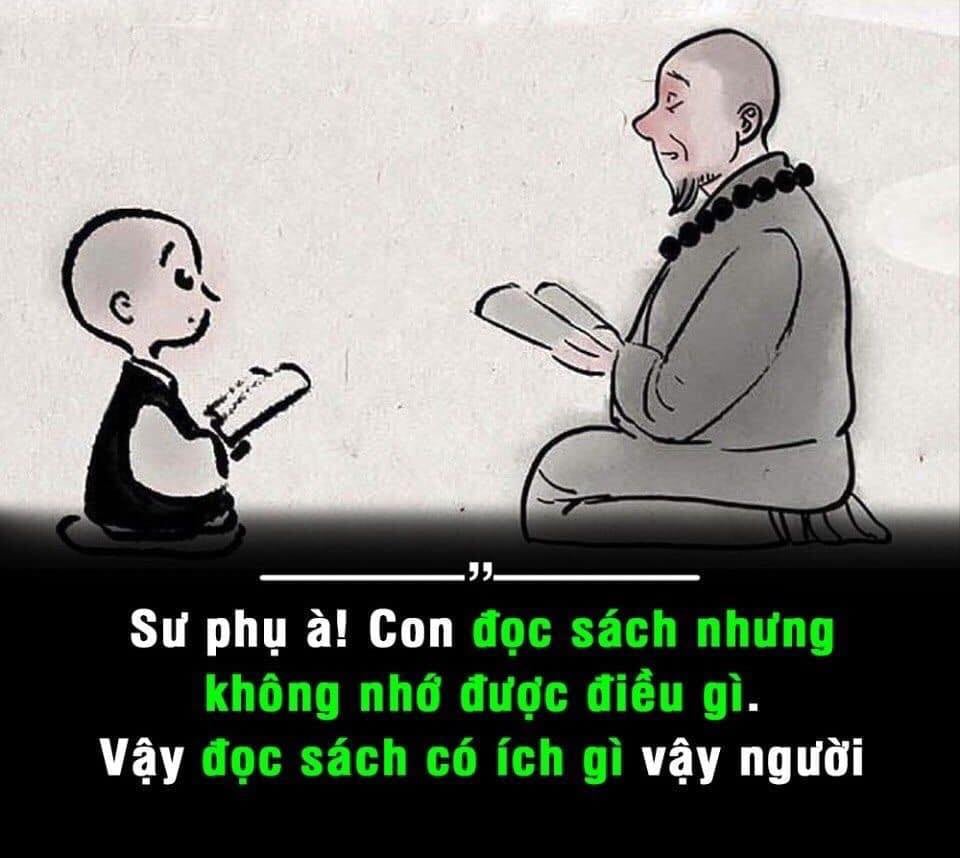 ”
Sư phụ à! Con đọc sách nhưng
không nhớ được điều gì.
Vậy đọc sách có ích gì vậy người